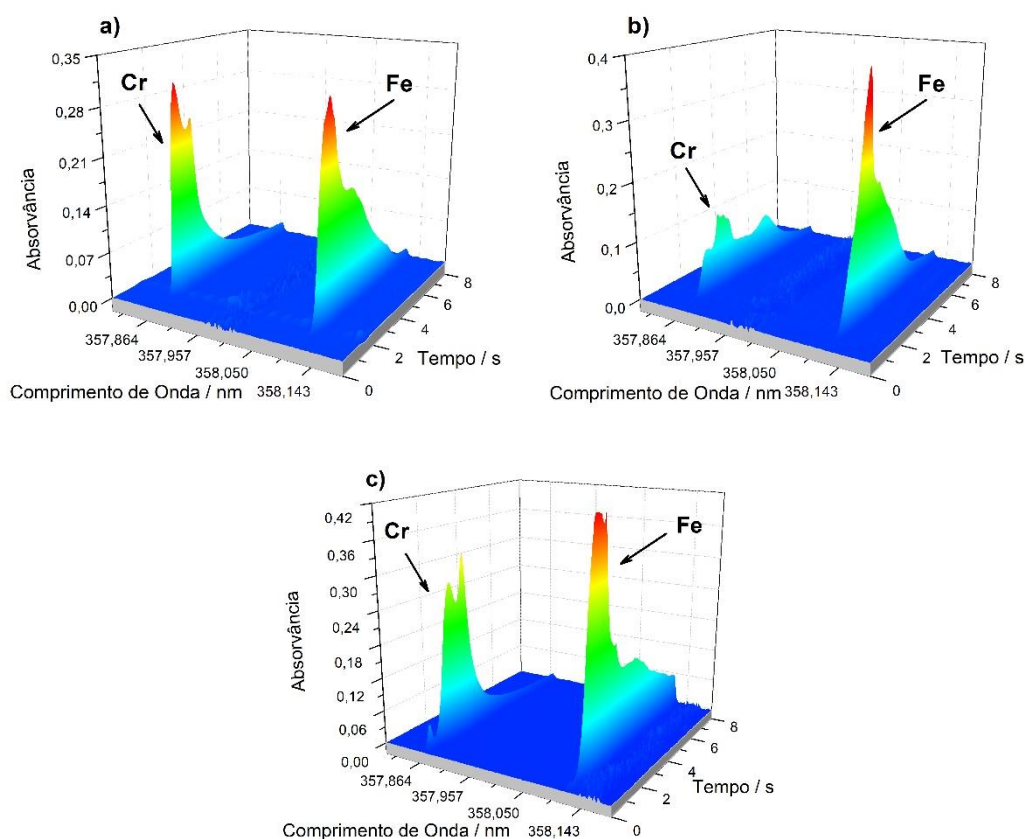 a)
0,35
0,28
0,21
0,14
0,07
0,00
Absorvância
Cr
Fe
357,864
357,957
358,050
358,143
Comprimento de Onda / nm
0
2
4
6
8
Tempo / s
b)
0,4
0,3
0,2
0,1
0,0
Absorvância
Cr
Fe
357,864
357,957
358,050
358,143
Comprimento de Onda / nm
0
2
4
6
8
Tempo / s
c)
0,42
0,36
0,30
0,24
0,18
0,12
0,06
0,00
Absorvância
Cr
Fe
357,864
357,957
358,050
358,143
Comprimento de Onda / nm
0
2
4
6
8
Tempo / s